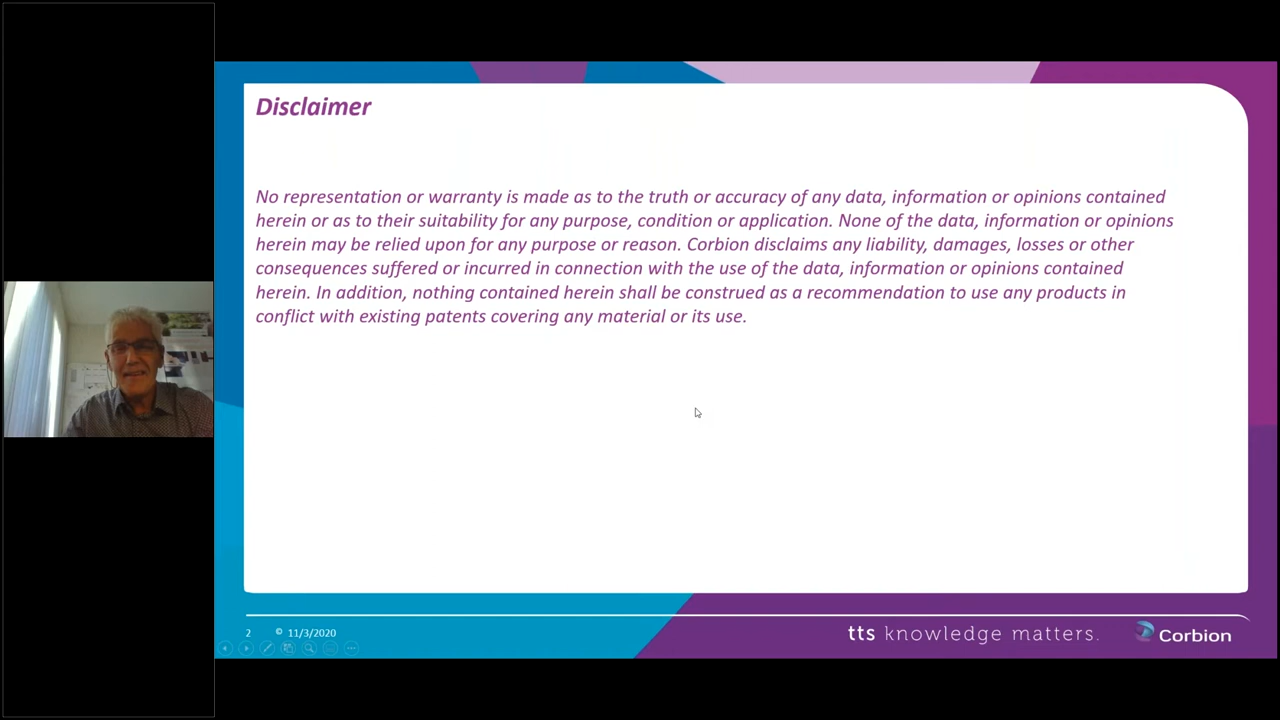 Disclaimer
No representation or warranty is made as to the truth or accuracy of any data, information or opinions contained
herein or as to their suitability for any purpose, condition or application. None of the data, information or opinions
herein may be relied upon for any purpose or reason. Corbion disclaims any liability, damages, losses or other
consequences suffered or incurred in connection with the use of the data, information or opinions contained
herein. In addition, nothing contained herein shall be construed as a recommendation to use any products in
conflict with existing patents covering any material or its use.
2 © 11/3/2020
tts knowledge matters.
Corbion